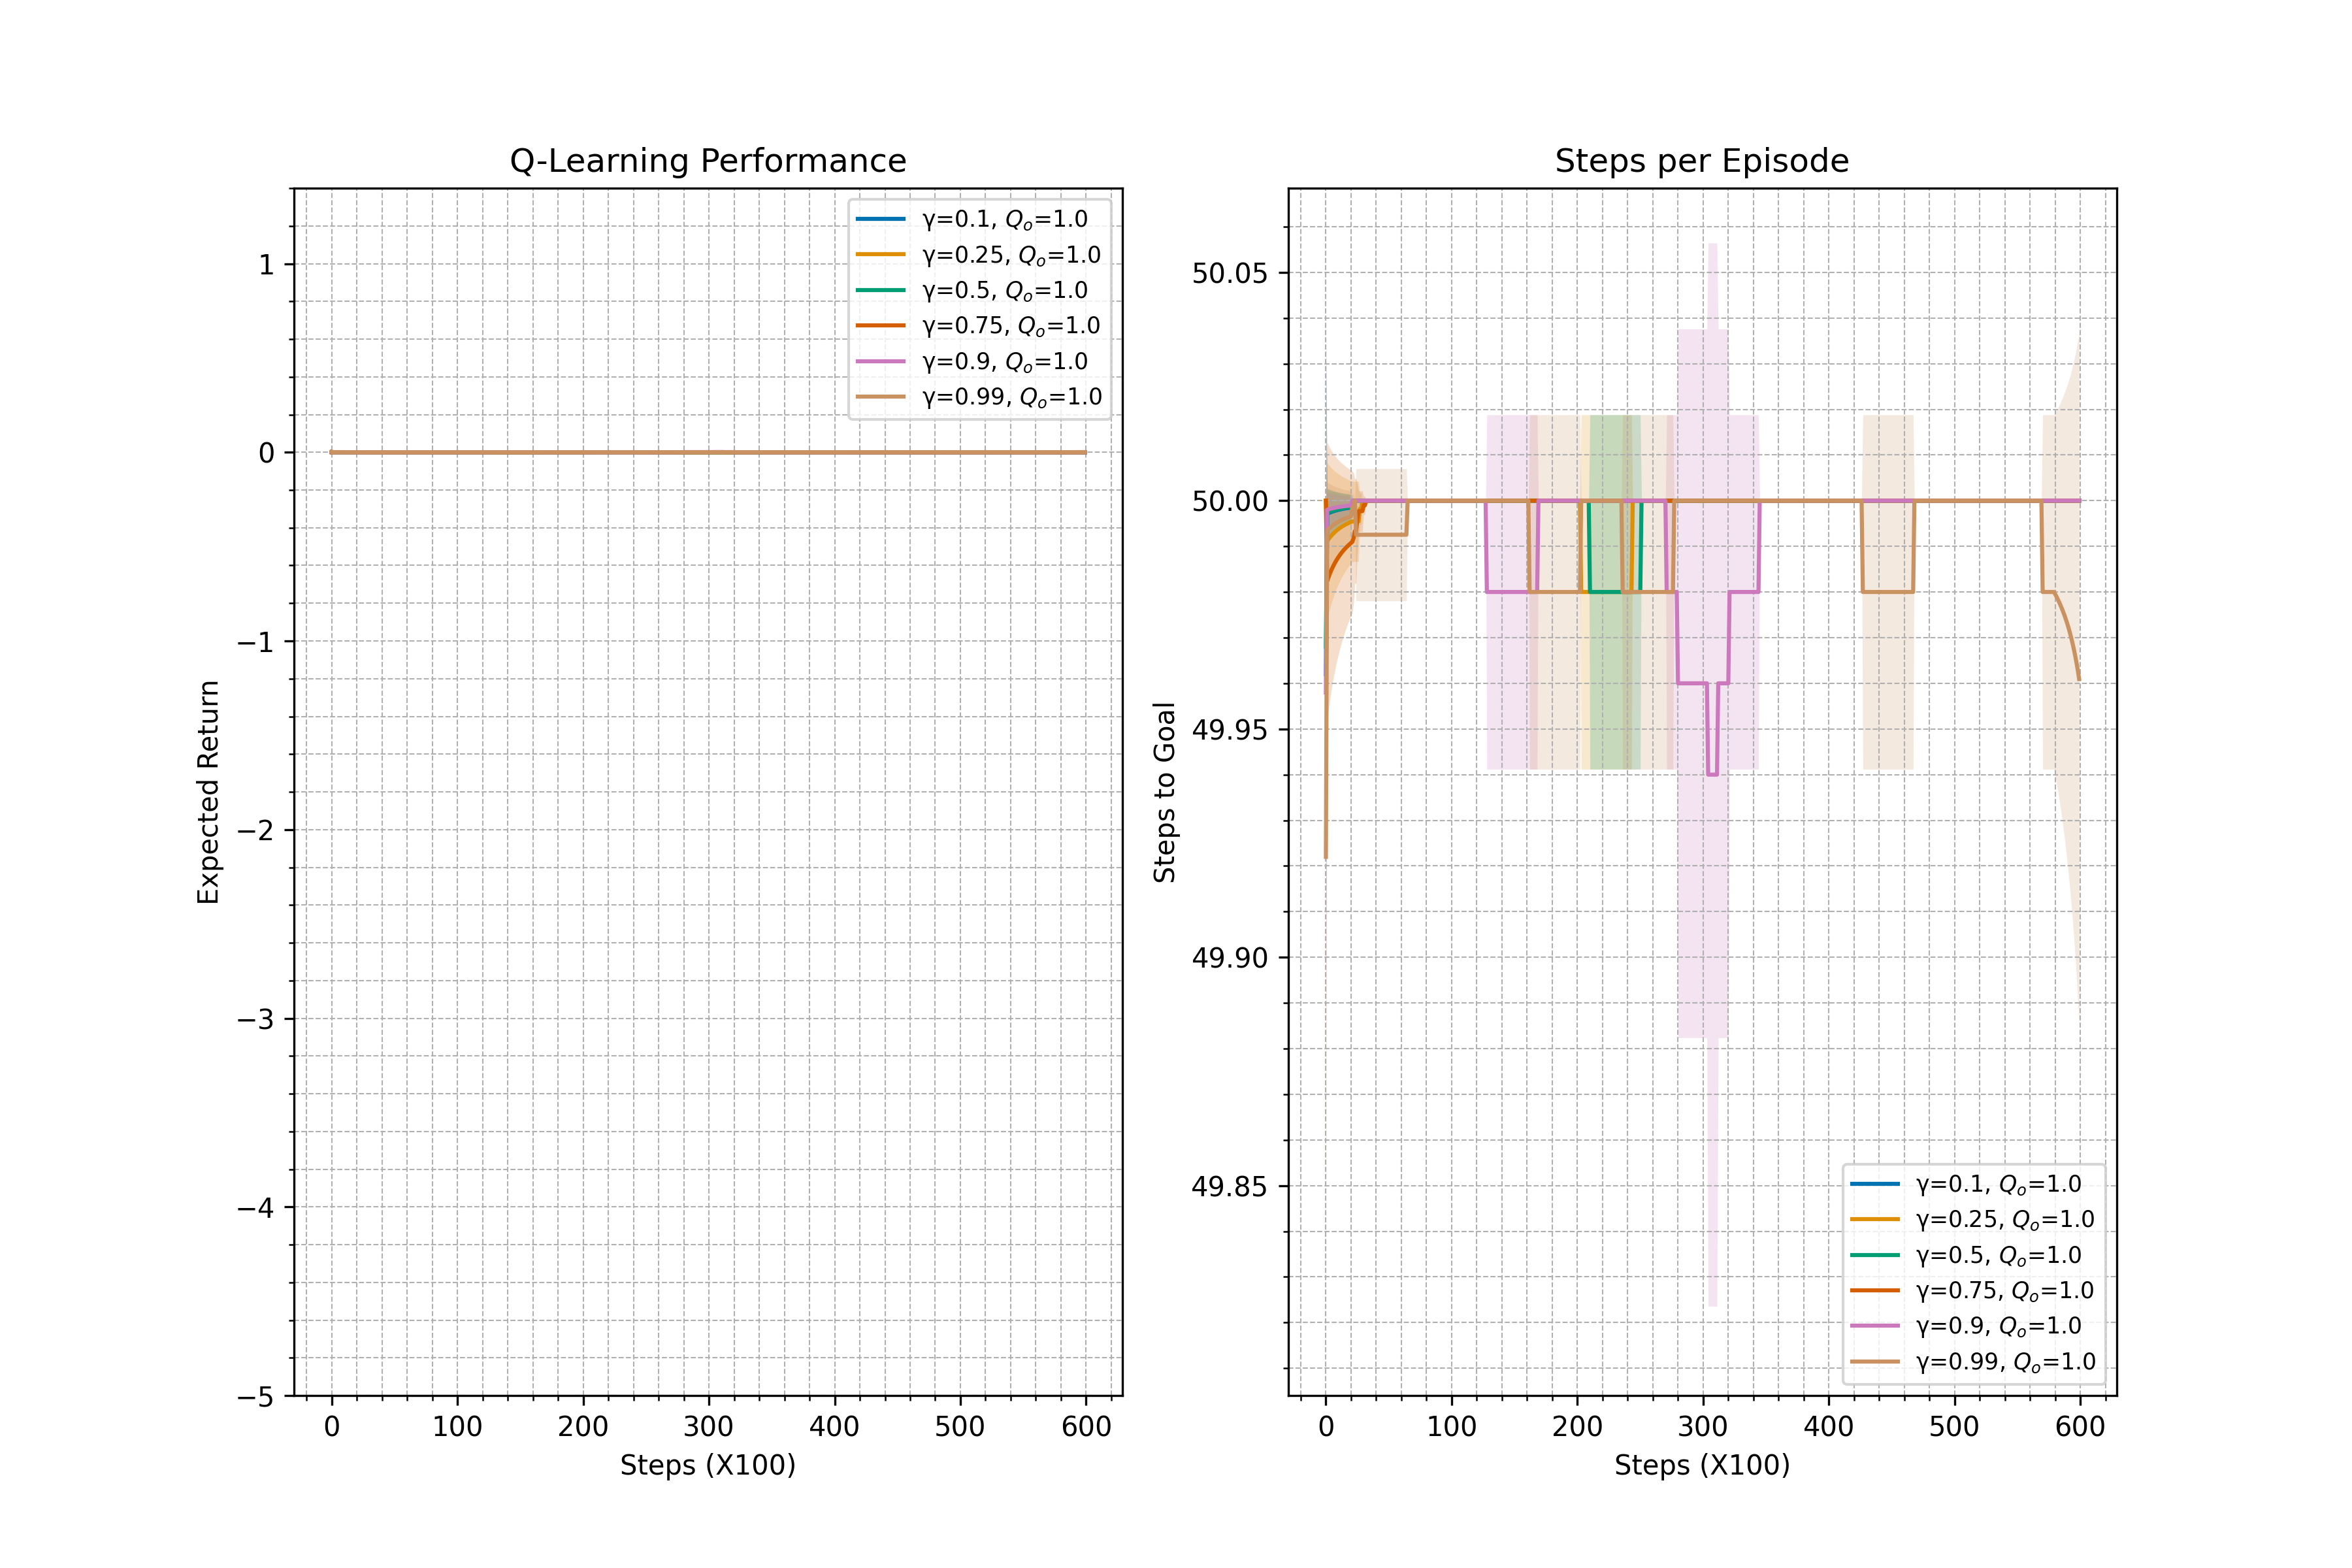 Q-Learning Performance
1
0
−1
−2
−3
−4
−5
Expected Return
0 100 200 300 400 500 600
Steps (X100)
γ=0.1, Qₒ=1.0
γ=0.25, Qₒ=1.0
γ=0.5, Qₒ=1.0
γ=0.75, Qₒ=1.0
γ=0.9, Qₒ=1.0
γ=0.99, Qₒ=1.0
Steps per Episode
50.05
50.00
49.95
49.90
49.85
Steps to Goal
0 100 200 300 400 500 600
Steps (X100)
γ=0.1, Qₒ=1.0
γ=0.25, Qₒ=1.0
γ=0.5, Qₒ=1.0
γ=0.75, Qₒ=1.0
γ=0.9, Qₒ=1.0
γ=0.99, Qₒ=1.0